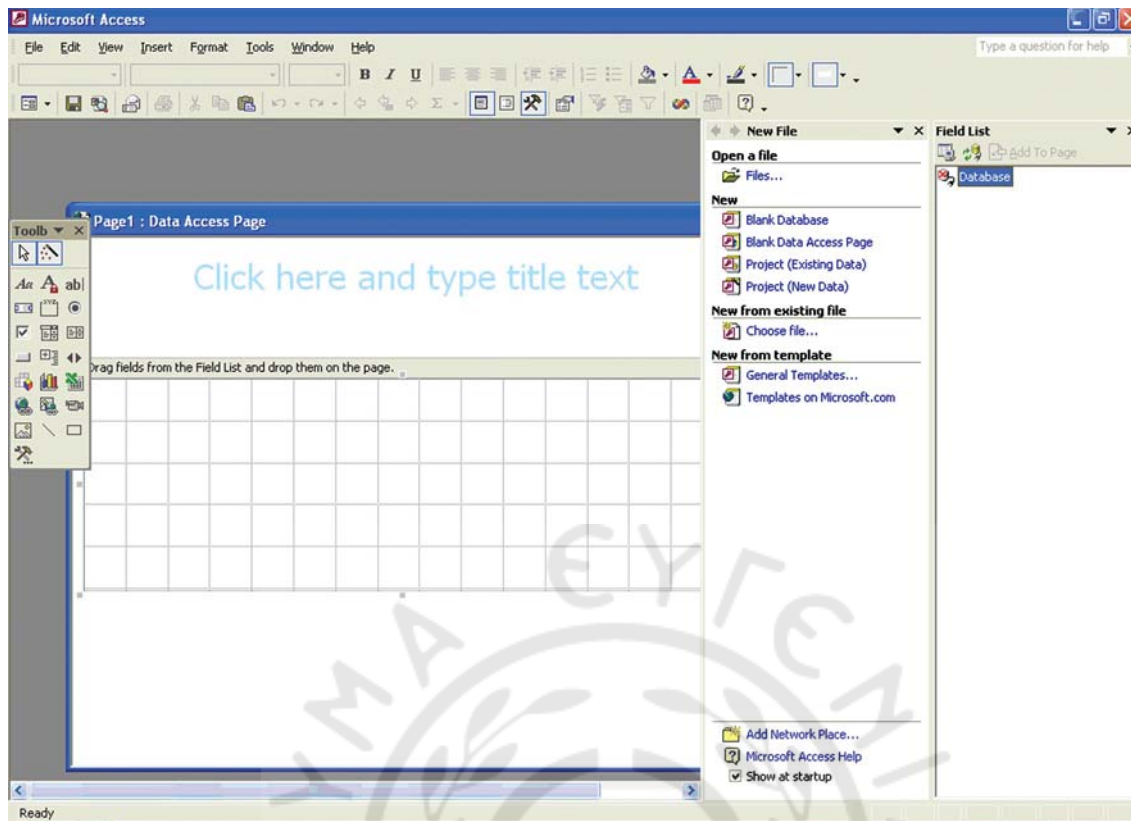 Microsoft Access
File Edit View Insert Format Tools Window Help
Type a question for help
B I U
New File
Field List
Open a file
Add To Page
Files...
Database
New
Blank Database
Blank Data Access Page
Project (Existing Data)
Project (New Data)
New from existing file
Choose file...
New from template
General Templates...
Templates on Microsoft.com
Page1 : Data Access Page
Toolb
Click here and type title text
Aa A ab|
Drag fields from the Field List and drop them on the page.
Add Network Place...
Microsoft Access Help
Show at startup
Ready
ΥΜΑ ΕΥΓΕΝΙ